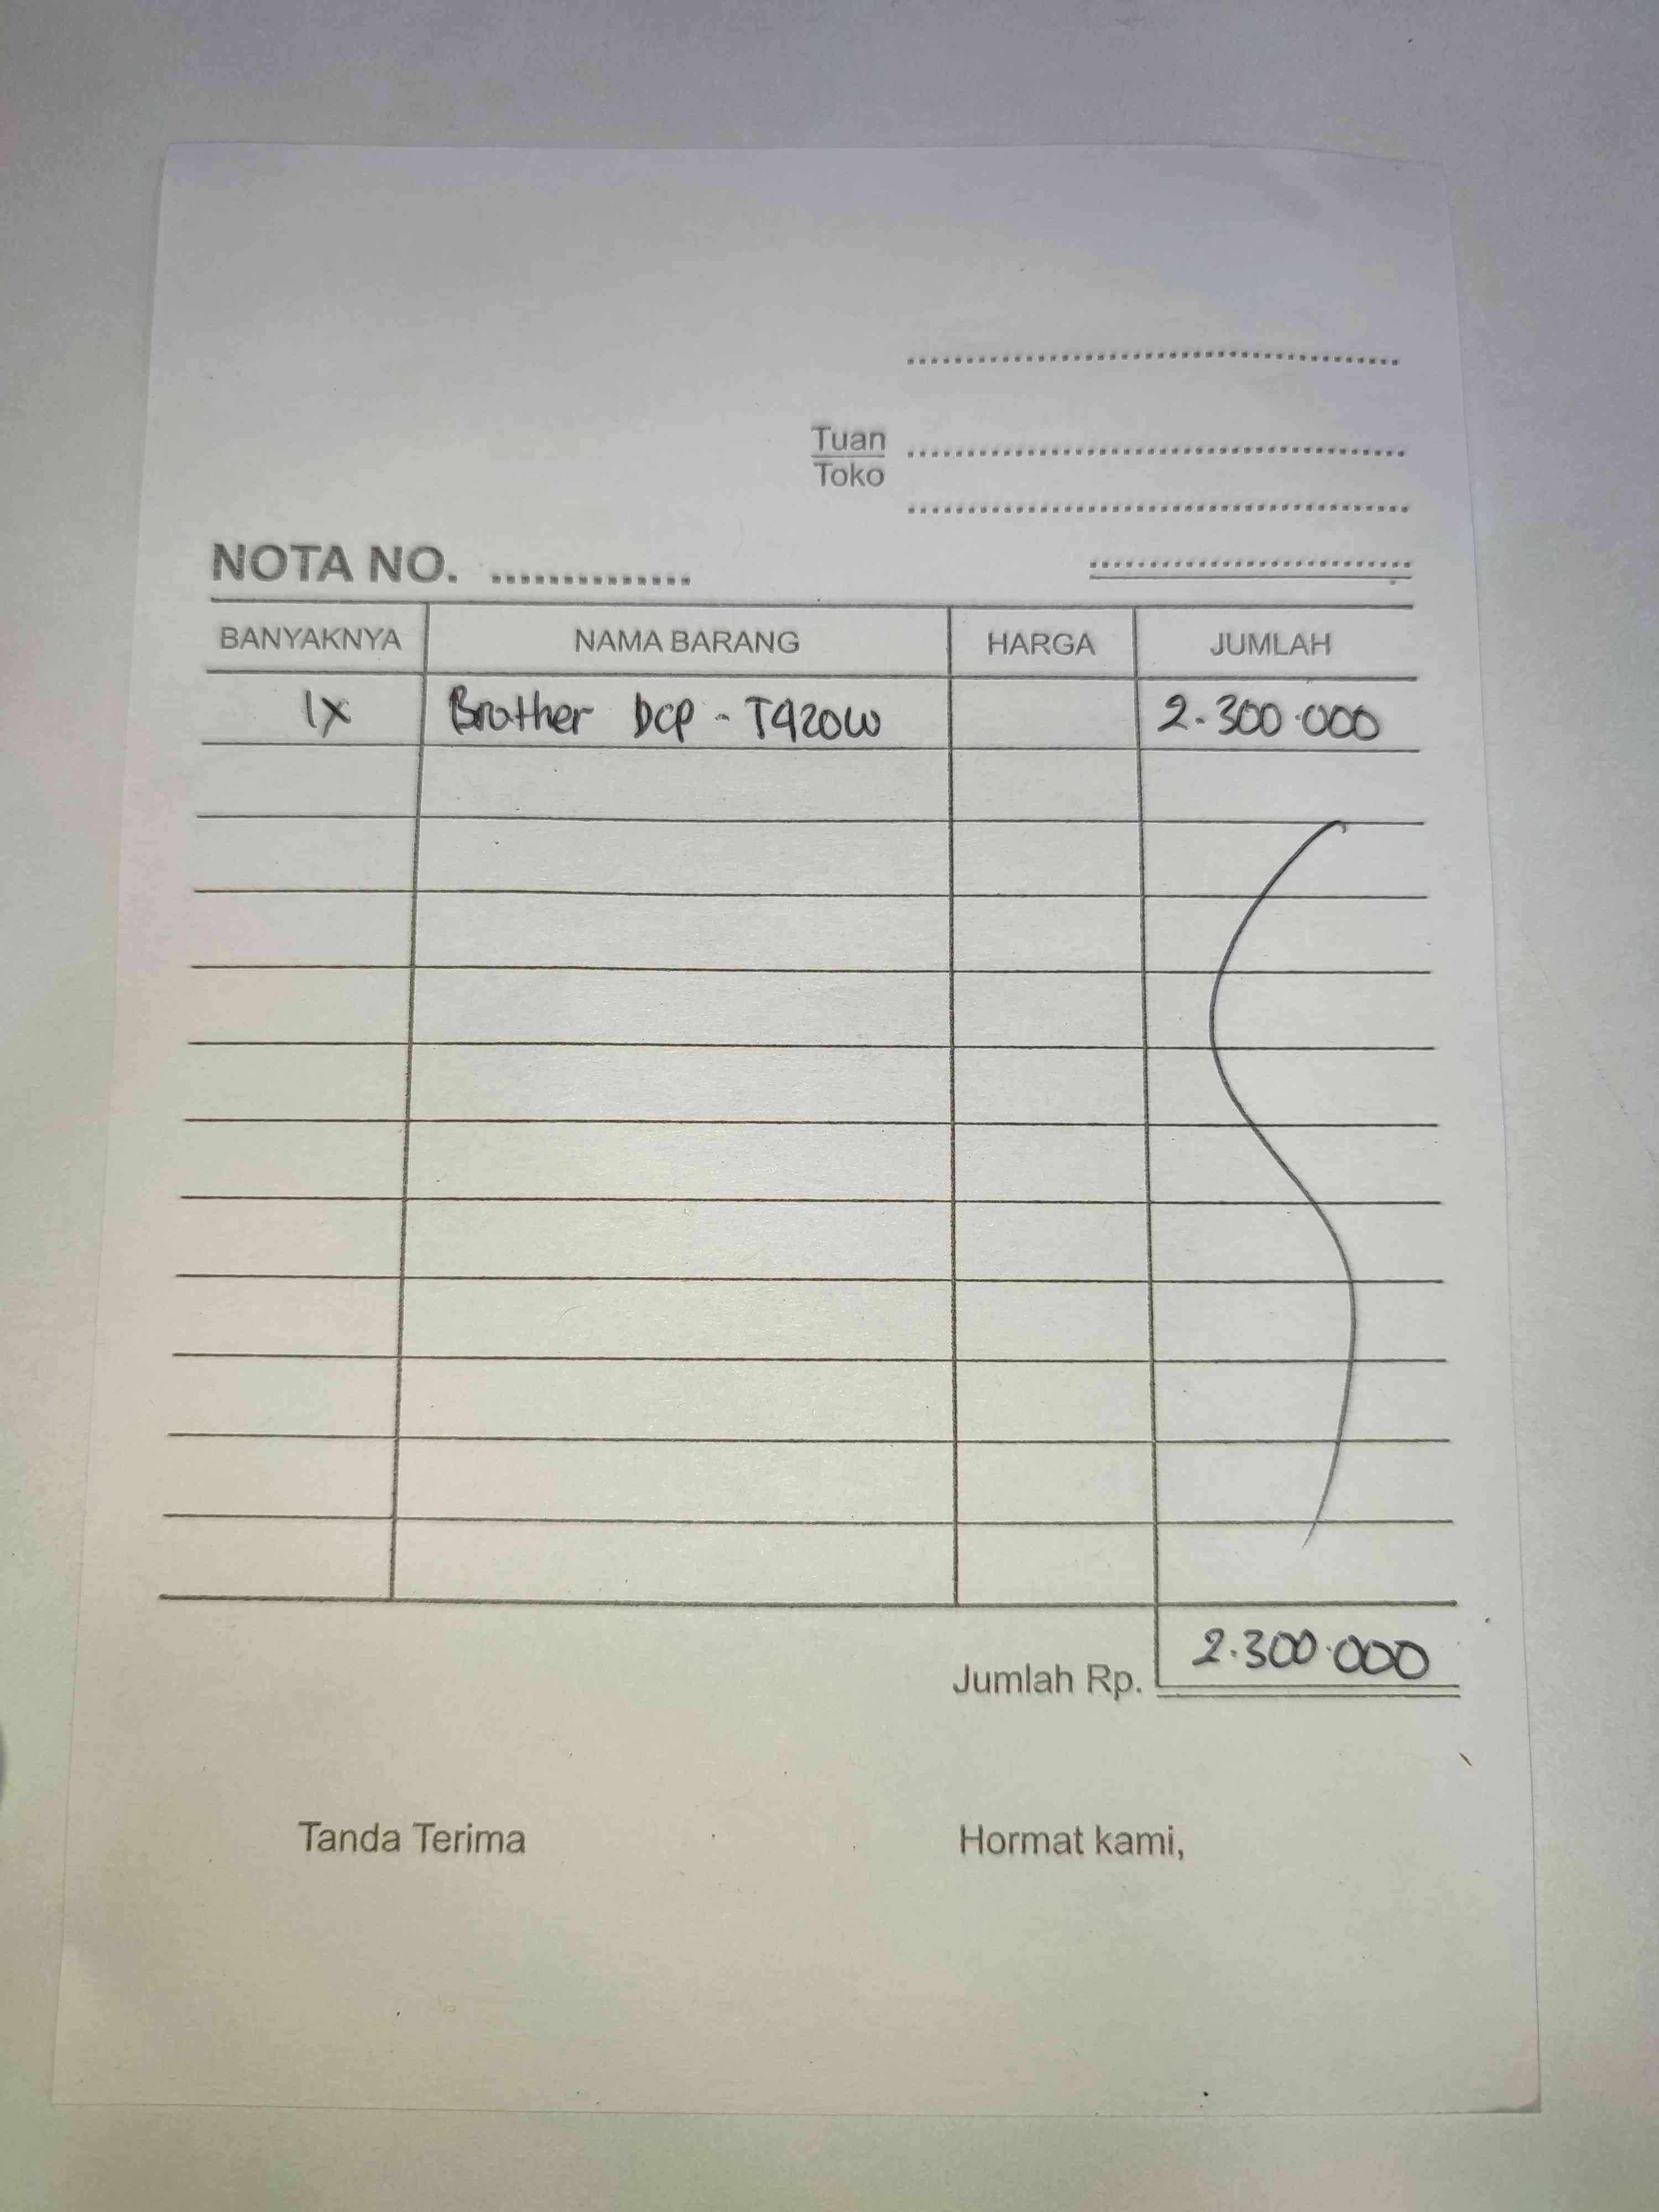 Tuan
Toko
NOTA NO. ..............
BANYAKNYA NAMA BARANG HARGA JUMLAH
1x Brother DCP - T920W 2.300.000
Jumlah Rp. 2.300.000
Tanda Terima Hormat kami,